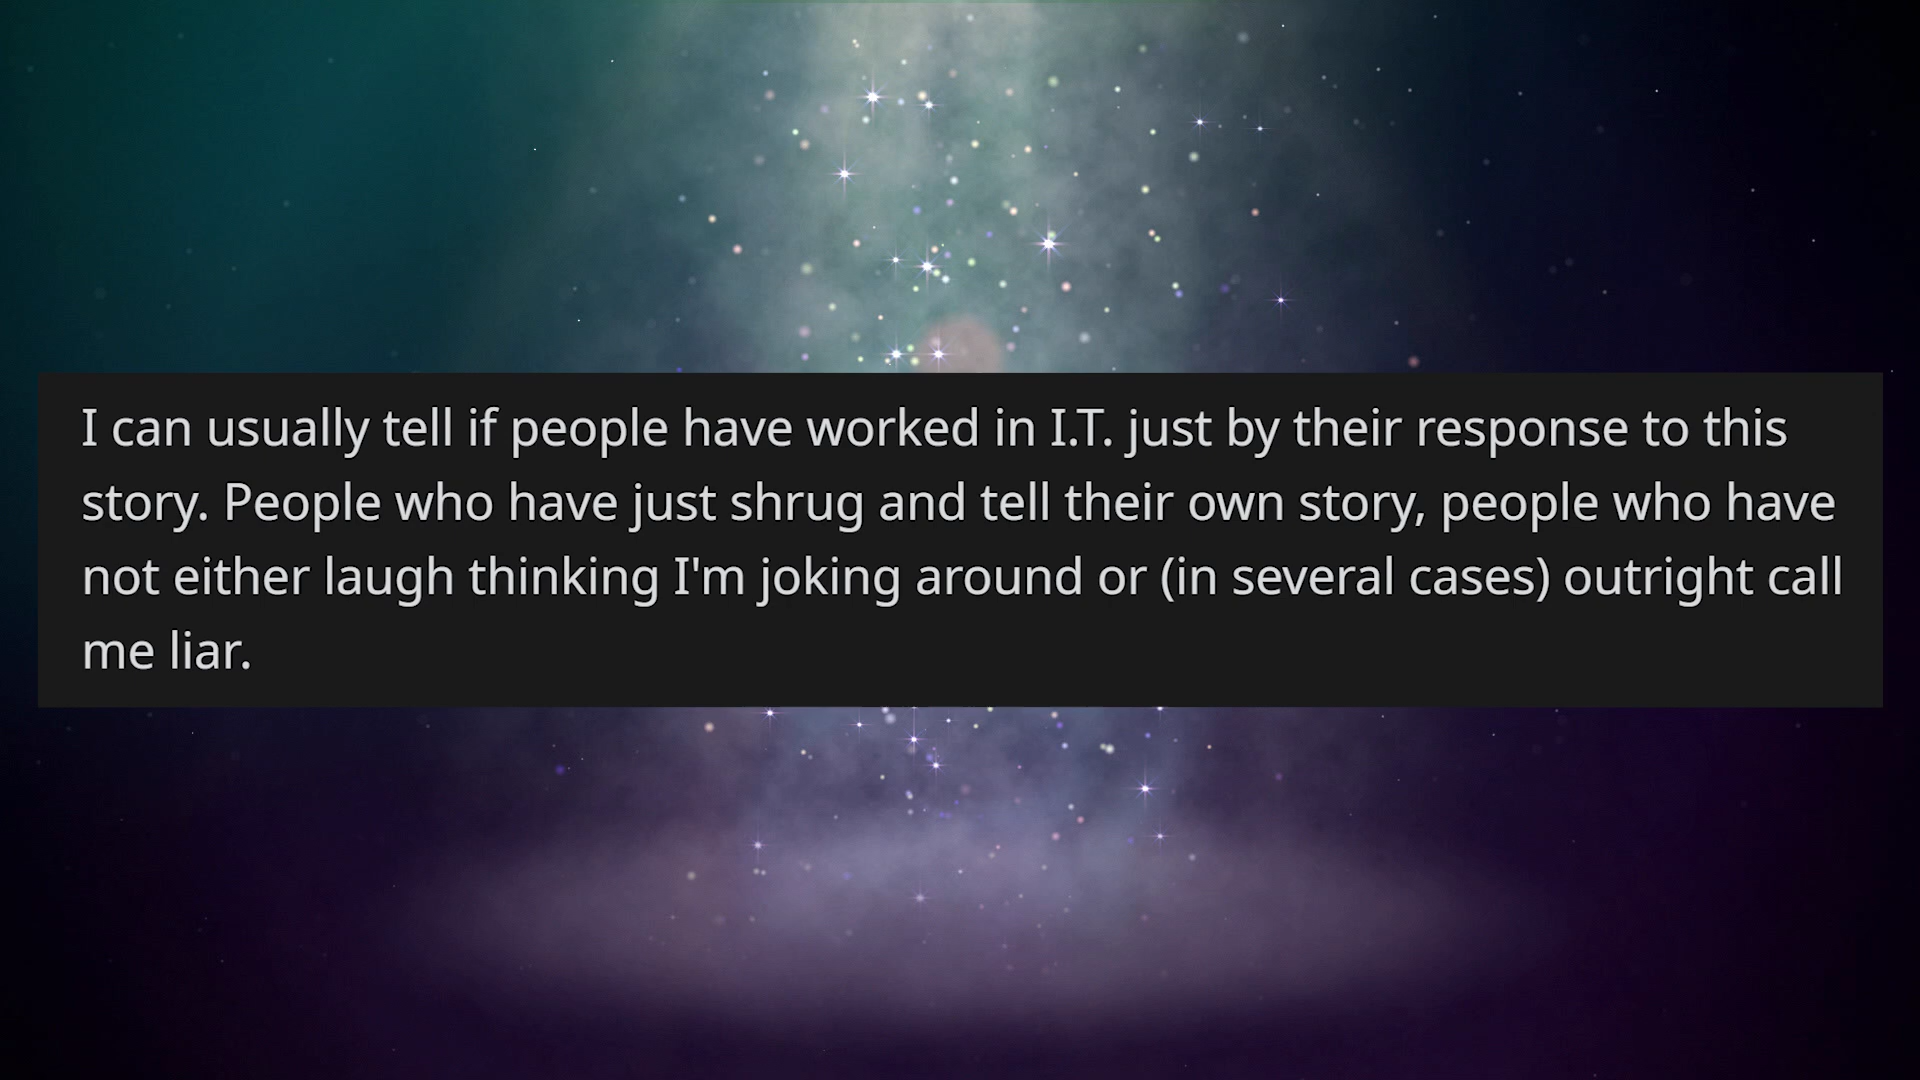 I can usually tell if people have worked in I.T. just by their response to this
story. People who have just shrug and tell their own story, people who have
not either laugh thinking I'm joking around or (in several cases) outright call
me liar.